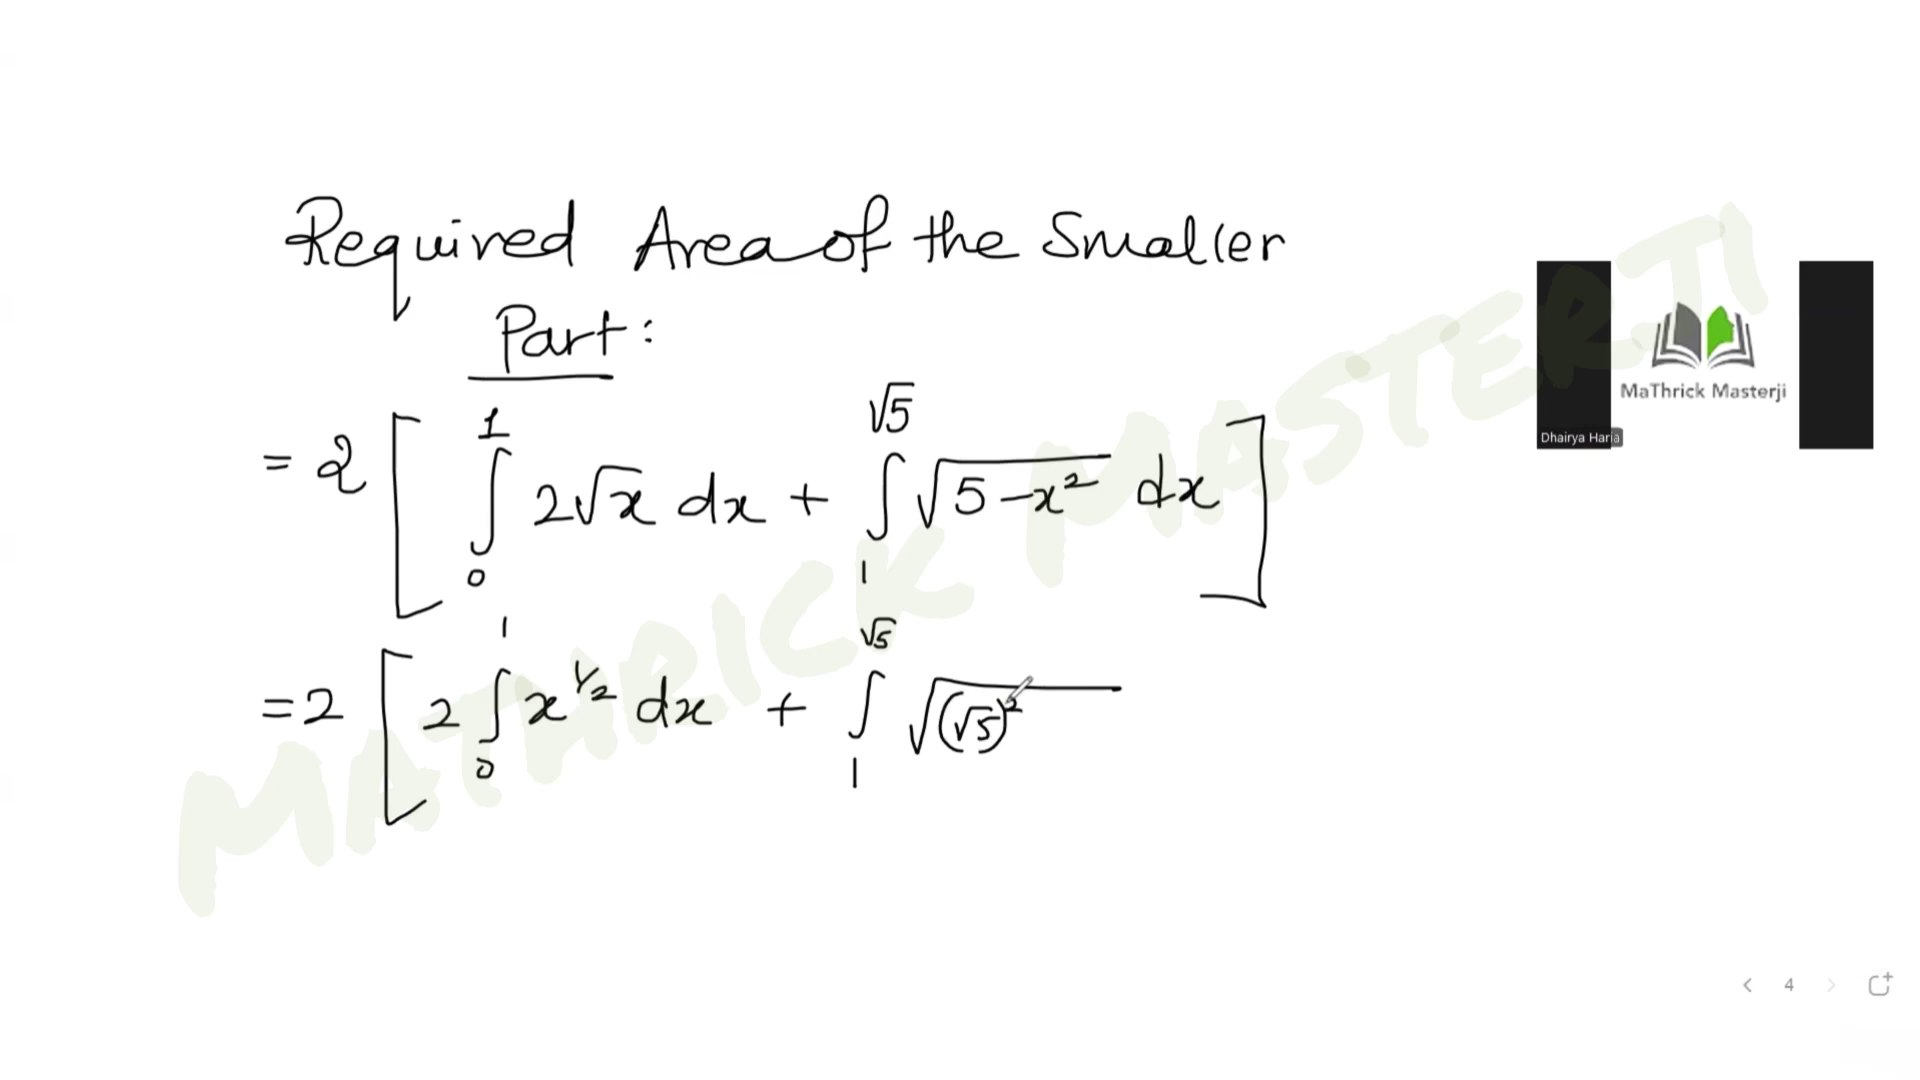 Required Area of the Smaller
Part:
= 2 [ ∫₀¹ 2√x dx + ∫₁^√5 √(5-x²) dx ]
= 2 [ 2 ∫₀¹ x^1/2 dx + ∫₁^√5 √((√5)²
MaThrick Masterji
Dhairya Haria
MATHRICK MASTERJI
4